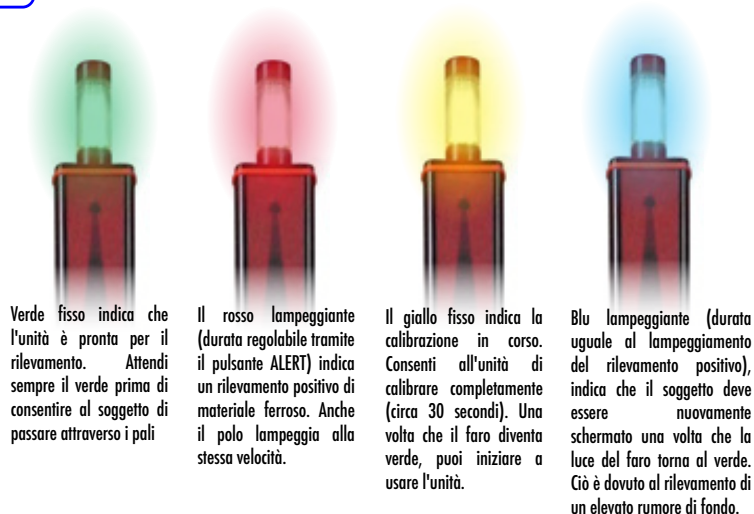 Verde fisso indica che
l'unità è pronta per il
rilevamento. Attendi
sempre il verde prima di
consentire al soggetto di
passare attraverso i pali
Il rosso lampeggiante
(durata regolabile tramite
il pulsante ALERT) indica
un rilevamento positivo di
materiale ferroso. Anche
il polo lampeggia alla
stessa velocità.
Il giallo fisso indica la
calibrazione in corso.
Consenti all'unità di
calibrare completamente
(circa 30 secondi). Una
volta che il faro diventa
verde, puoi iniziare a
usare l'unità.
Blu lampeggiante (durata
uguale al lampeggiamento
del rilevamento positivo),
indica che il soggetto deve
essere nuovamente
schermato una volta che la
luce del faro torna al verde.
Ciò è dovuto al rilevamento di
un elevato rumore di fondo.